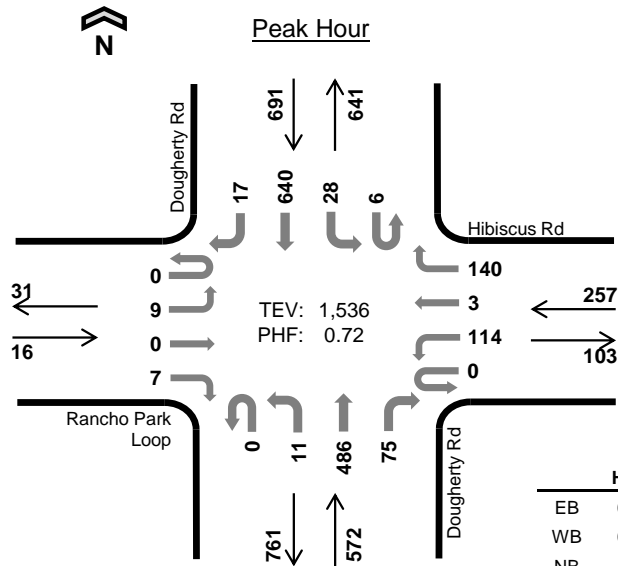 Peak Hour
N
Dougherty Rd
691
641
17
640
28
6
Hibiscus Rd
0
9
0
7
140
3
114
0
31
16
257
103
TEV: 1,536
PHF: 0.72
Rancho Park
Loop
0
11
486
75
Dougherty Rd
761
572
EB
WB